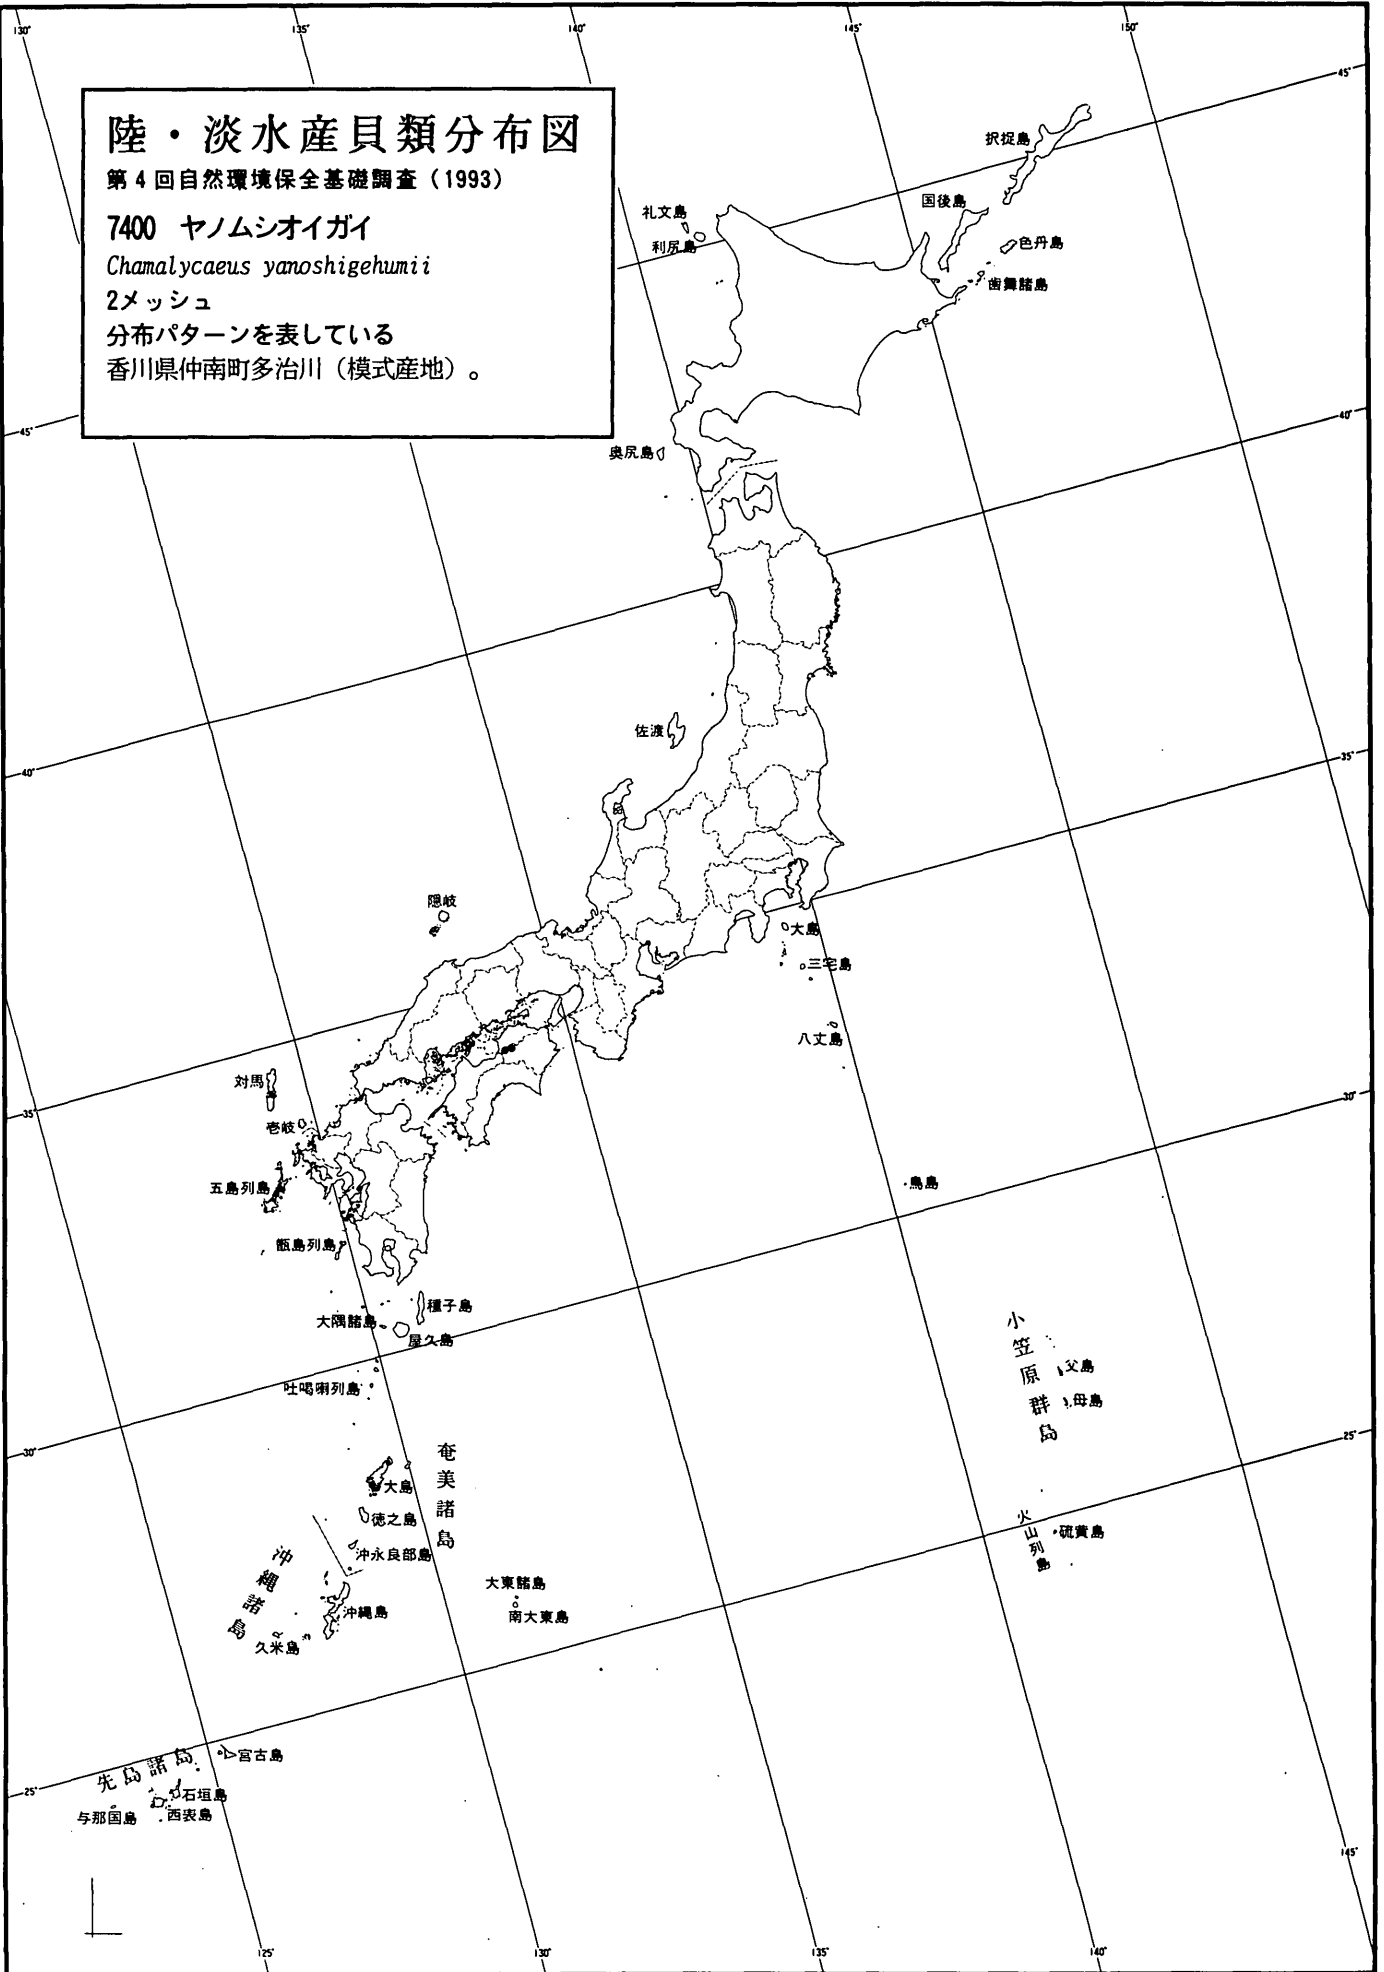 130°
135°
140°
145°
150°
45°
陸・淡水産貝類分布図
第4回自然環境保全基礎調査（1993）
7400 ヤノムシオイガイ
Chamalycaeus yanoshigehumii
2メッシュ
分布パターンを表している
香川県仲南町多治川（模式産地）。
択捉島
国後島
色丹島
歯舞諸島
礼文島
利尻島
40°
45°
奥尻島
佐渡
35°
40°
隠岐
大島
三宅島
八丈島
対馬
35°
壱岐
30°
五島列島
鳥島
甑島列島
種子島
大隅諸島
屋久島
吐喝喇列島
小笠原群島
父島
母島
25°
30°
奄美諸島
大島
徳之島
沖永良部島
火山列島
硫黄島
沖縄諸島
沖縄島
久米島
大東諸島
南大東島
先島諸島
宮古島
石垣島
西表島
与那国島
25°
145°
125°
130°
135°
140°